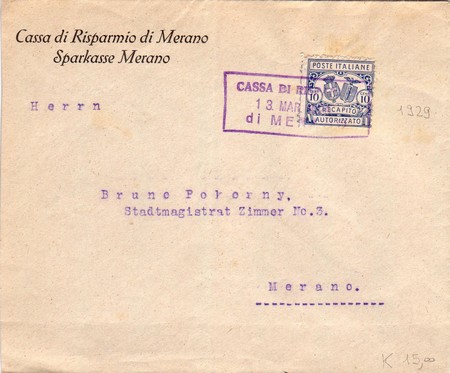 Cassa di Risparmio di Merano
Sparkasse Merano
POSTE ITALIANE
10 10
RECAPITO
AUTORIZZATO
CASSA DI
13 MAR
di ME
1929
Herrn
Bruno Pokorny,
Stadtmagistrat Zimmer No.3.
Merano.
K 15,00